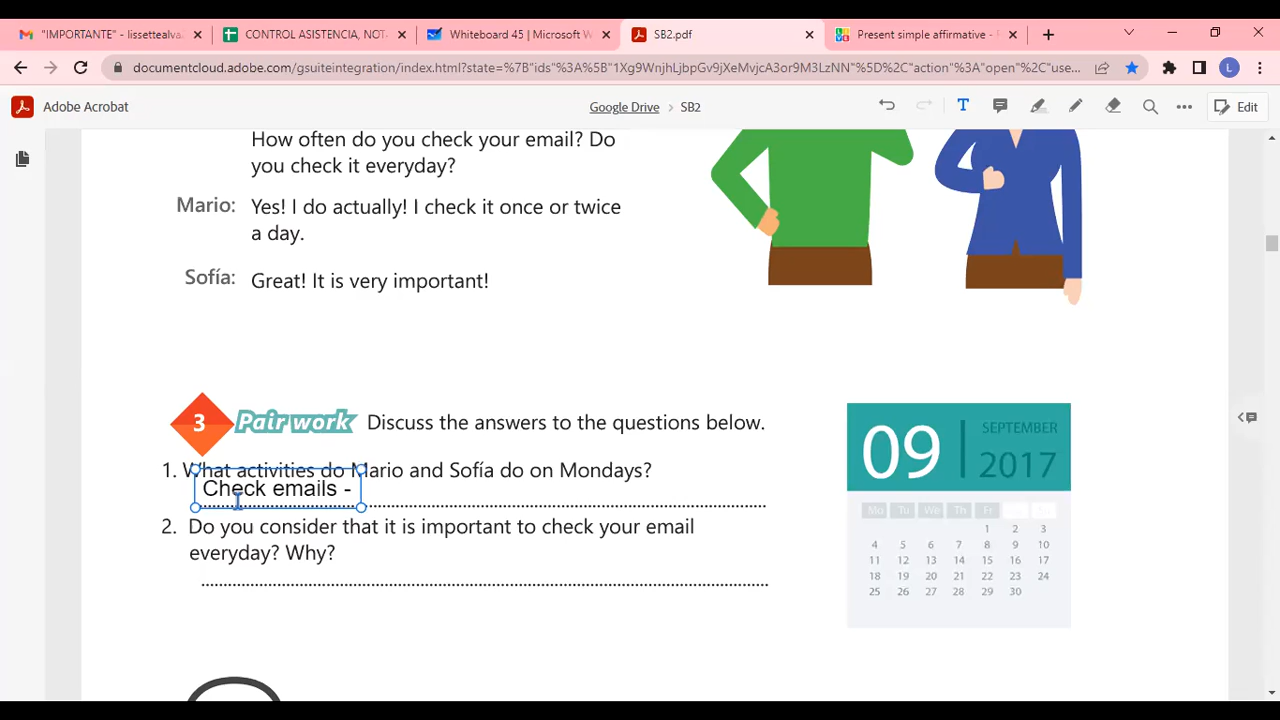 "IMPORTANTE" - lissettealva
CONTROL ASISTENCIA, NOT
Whiteboard 45 | Microsoft W
SB2.pdf
Present simple affirmative -
documentcloud.adobe.com/gsuiteintegration/index.html?state=%7B"ids"%3A%5B"1Xg9WnjhLjbpGv9jXeMvjcA3or9M3LzNN"%5D%2C"action"%3A"open"%2C"use...
L
Adobe Acrobat
Google Drive > SB2
T
Edit
How often do you check your email? Do
you check it everyday?
Mario: Yes! I do actually! I check it once or twice
a day.
Sofía: Great! It is very important!
3 Pair work Discuss the answers to the questions below.
1. What activities do Mario and Sofía do on Mondays?
Check emails -
2. Do you consider that it is important to check your email
everyday? Why?
09 SEPTEMBER
2017
Mo Tu We Th Fr
1 2 3
4 5 6 7 8 9 10
11 12 13 14 15 16 17
18 19 20 21 22 23 24
25 26 27 28 29 30